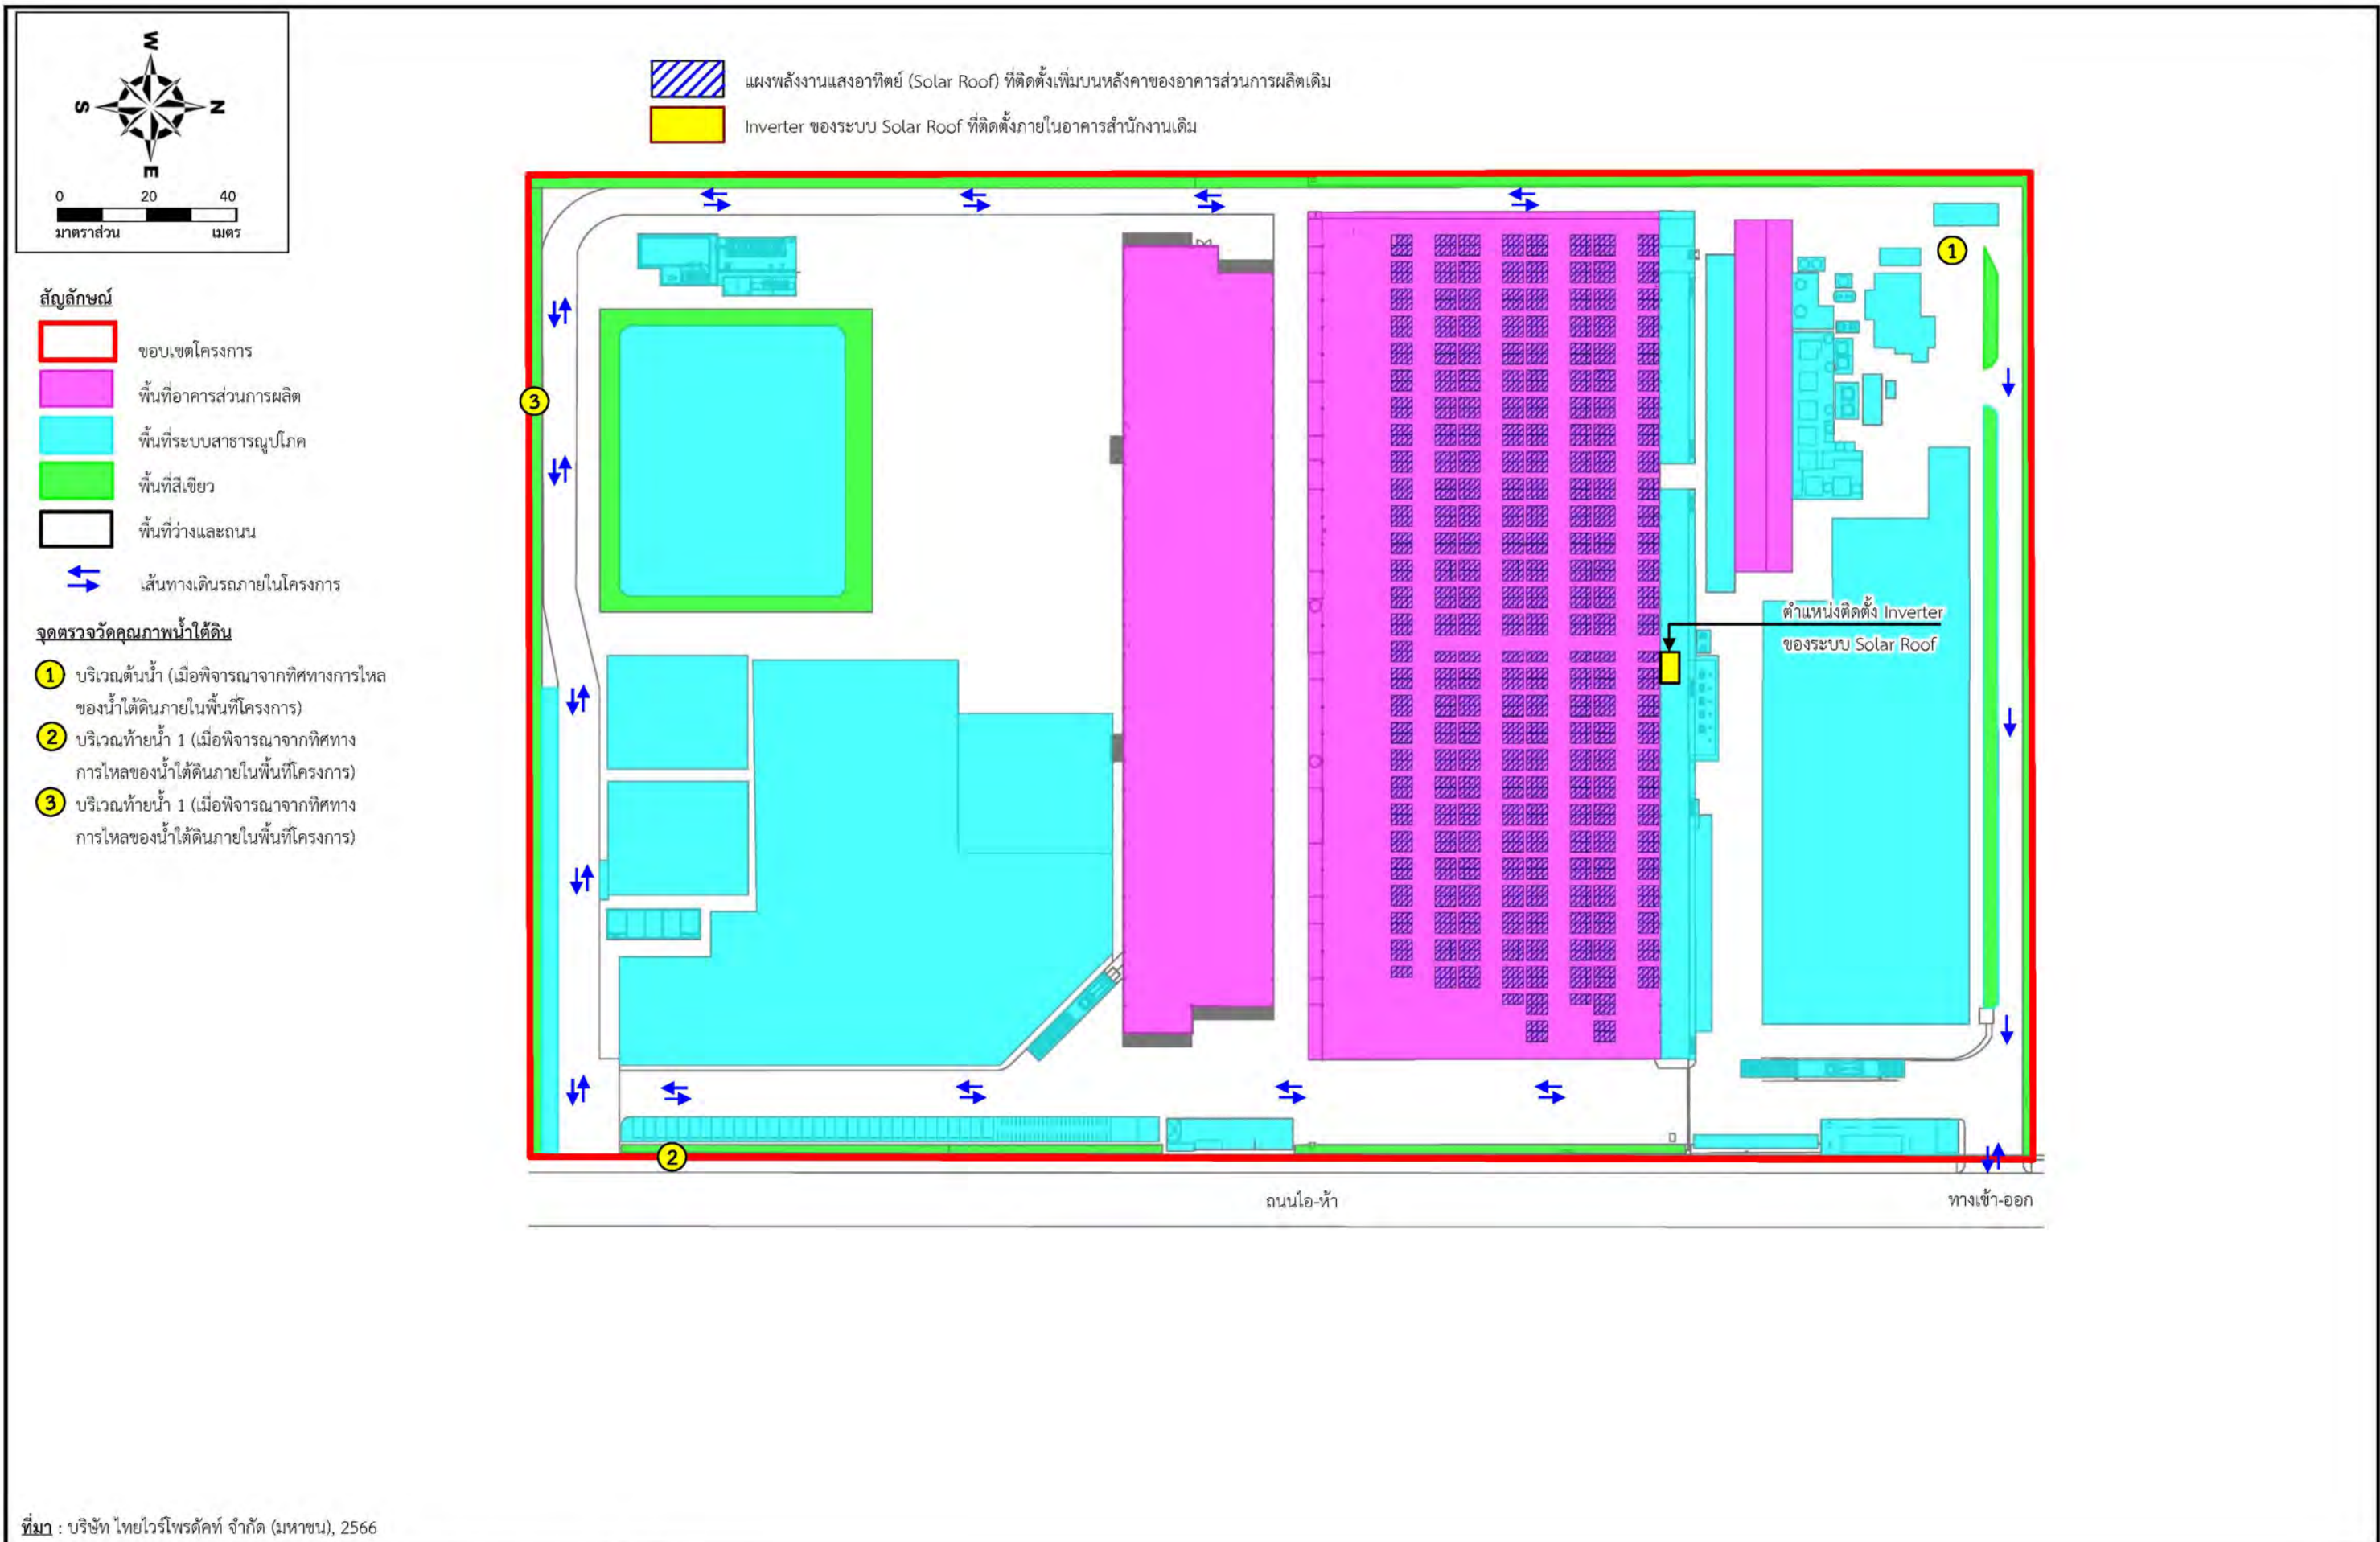 W
S
N
E
0 20 40
มาตราส่วน เมตร
แผงพลังงานแสงอาทิตย์ (Solar Roof) ที่ติดตั้งเพิ่มบนหลังคาของอาคารส่วนการผลิตเดิม
Inverter ของระบบ Solar Roof ที่ติดตั้งภายในอาคารสำนักงานเดิม
สัญลักษณ์
ขอบเขตโครงการ
พื้นที่อาคารส่วนการผลิต
พื้นที่ระบบสาธารณูปโภค
พื้นที่สีเขียว
พื้นที่ว่างและถนน
เส้นทางเดินรถภายในโครงการ
จุดตรวจวัดคุณภาพน้ำใต้ดิน
1 บริเวณต้นน้ำ (เมื่อพิจารณาจากทิศทางการไหล
ของน้ำใต้ดินภายในพื้นที่โครงการ)
2 บริเวณท้ายน้ำ 1 (เมื่อพิจารณาจากทิศทาง
การไหลของน้ำใต้ดินภายในพื้นที่โครงการ)
3 บริเวณท้ายน้ำ 1 (เมื่อพิจารณาจากทิศทาง
การไหลของน้ำใต้ดินภายในพื้นที่โครงการ)
1
3
ตำแหน่งติดตั้ง Inverter
ของระบบ Solar Roof
2
ถนนไอ-ห้า
ทางเข้า-ออก
ที่มา : บริษัท ไทยไวร์โพรดัคท์ จำกัด (มหาชน), 2566